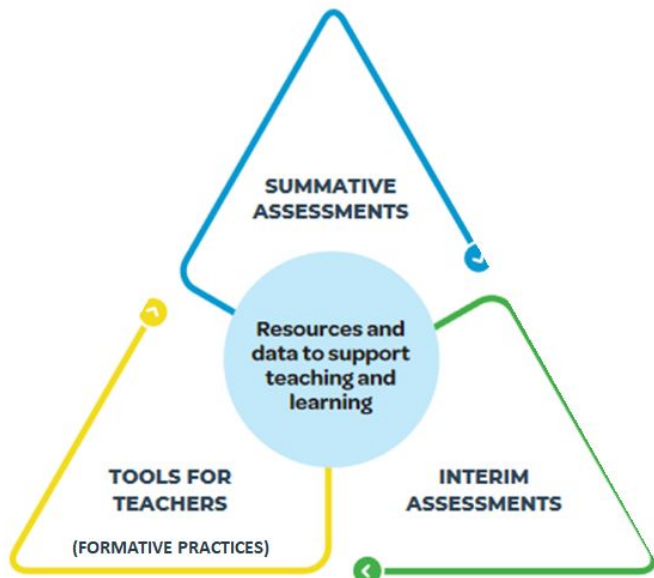 SUMMATIVE
ASSESSMENTS
Resources and
data to support
teaching and
learning
TOOLS FOR
TEACHERS
(FORMATIVE PRACTICES)
INTERIM
ASSESSMENTS